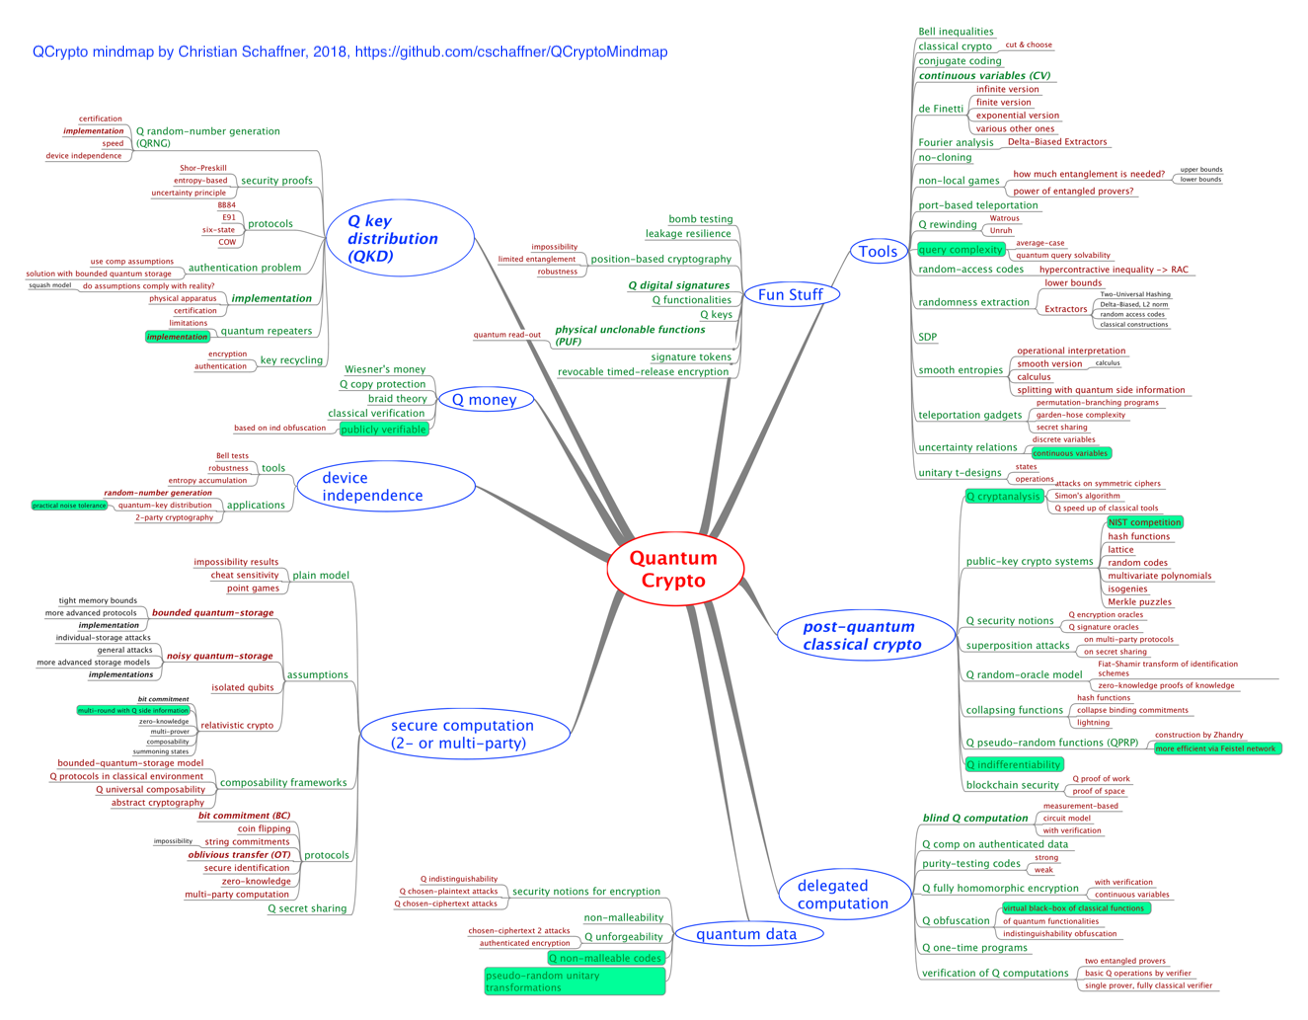 QCrypto mindmap by Christian Schaffner, 2018, https://github.com/cschaffner/QCryptoMindmap
Quantum
Crypto
Q key
distribution
(QKD)
Q random-number generation
(QRNG)
certification
implementation
speed
device independence
security proofs
Shor-Preskill
entropy-based
uncertainty principle
protocols
BB84
E91
six-state
COW
authentication problem
use comp assumptions
solution with bounded quantum storage
implementation
do assumptions comply with reality?
squash model
physical apparatus
certification
quantum repeaters
limitations
implementation
key recycling
encryption
authentication
Q money
Wiesner's money
Q copy protection
braid theory
classical verification
publicly verifiable
based on ind obfuscation
device
independence
tools
Bell tests
robustness
entropy accumulation
applications
random-number generation
quantum-key distribution
practical noise tolerance
2-party cryptography
secure computation
(2- or multi-party)
plain model
impossibility results
cheat sensitivity
point games
assumptions
bounded quantum-storage
tight memory bounds
more advanced protocols
implementation
noisy quantum-storage
individual-storage attacks
general attacks
more advanced storage models
implementations
isolated qubits
relativistic crypto
bit commitment
multi-round with Q side information
zero-knowledge
multi-prover
composability
summoning states
composability frameworks
bounded-quantum-storage model
Q protocols in classical environment
Q universal composability
abstract cryptography
protocols
bit commitment (BC)
coin flipping
string commitments
impossibility
oblivious transfer (OT)
secure identification
zero-knowledge
multi-party computation
Q secret sharing
Fun Stuff
bomb testing
leakage resilience
position-based cryptography
impossibility
limited entanglement
robustness
Q digital signatures
Q functionalities
Q keys
physical unclonable functions
(PUF)
quantum read-out
signature tokens
revocable timed-release encryption
Tools
Bell inequalities
classical crypto
cut & choose
conjugate coding
continuous variables (CV)
de Finetti
infinite version
finite version
exponential version
various other ones
Fourier analysis
Delta-Biased Extractors
no-cloning
non-local games
how much entanglement is needed?
upper bounds
lower bounds
power of entangled provers?
port-based teleportation
Q rewinding
Watrous
Unruh
query complexity
average-case
quantum query solvability
random-access codes
hypercontractive inequality -> RAC
randomness extraction
lower bounds
Extractors
Two-Universal Hashing
Delta-Biased, L2 norm
random access codes
classical constructions
SDP
smooth entropies
operational interpretation
smooth version
calculus
calculus
splitting with quantum side information
teleportation gadgets
permutation-branching programs
garden-hose complexity
secret sharing
uncertainty relations
discrete variables
continuous variables
unitary t-designs
states
operations
post-quantum
classical crypto
Q cryptanalysis
attacks on symmetric ciphers
Simon's algorithm
Q speed up of classical tools
public-key crypto systems
NIST competition
hash functions
lattice
random codes
multivariate polynomials
isogenies
Merkle puzzles
Q security notions
Q encryption oracles
Q signature oracles
superposition attacks
on multi-party protocols
on secret sharing
Q random-oracle model
Fiat-Shamir transform of identification
schemes
zero-knowledge proofs of knowledge
collapsing functions
hash functions
collapse binding commitments
lightning
Q pseudo-random functions (QPRP)
construction by Zhandry
more efficient via Feistel network
Q indifferentiability
blockchain security
Q proof of work
proof of space
delegated
computation
blind Q computation
measurement-based
circuit model
with verification
Q comp on authenticated data
purity-testing codes
strong
weak
Q fully homomorphic encryption
with verification
continuous variables
Q obfuscation
virtual black-box of classical functions
of quantum functionalities
indistinguishability obfuscation
Q one-time programs
verification of Q computations
two entangled provers
basic Q operations by verifier
single prover, fully classical verifier
quantum data
security notions for encryption
Q indistinguishability
Q chosen-plaintext attacks
Q chosen-ciphertext attacks
non-malleability
Q unforgeability
chosen-ciphertext 2 attacks
authenticated encryption
Q non-malleable codes
pseudo-random unitary
transformations